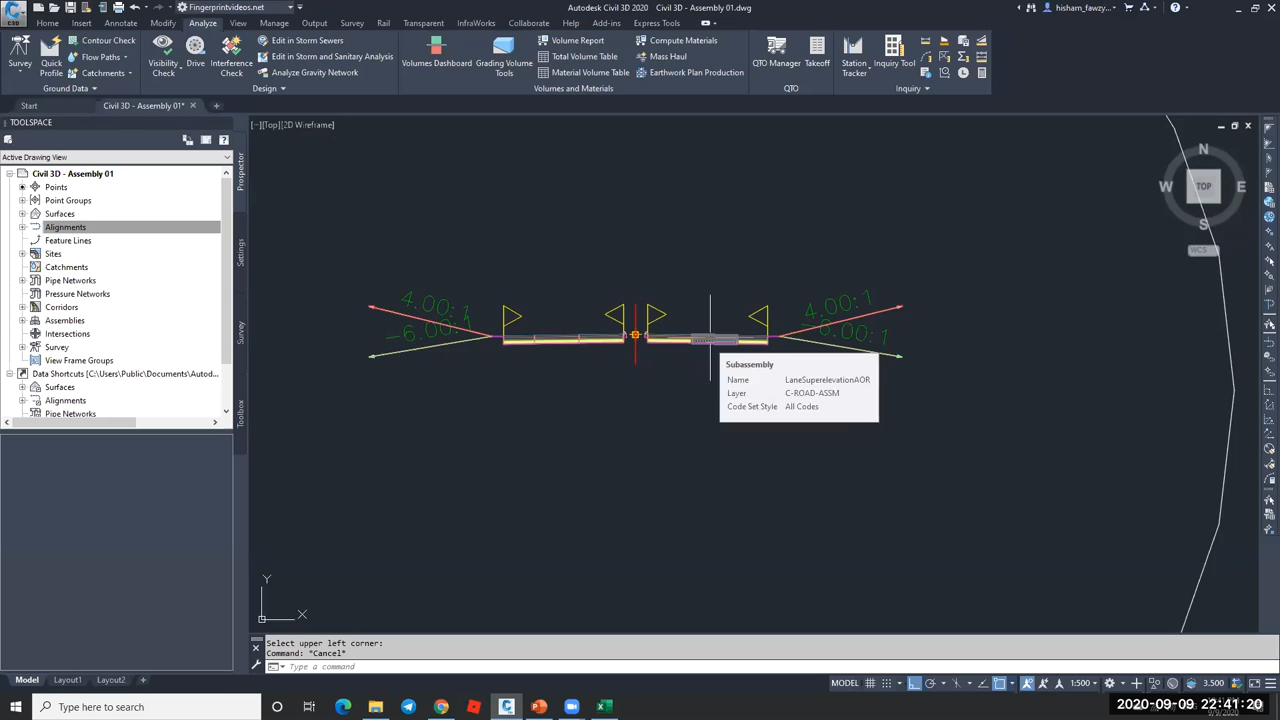 Fingerprintvideos.net
Autodesk Civil 3D 2020 Civil 3D - Assembly 01.dwg
hisham_fawzy...
C3D
Home Insert Annotate Modify Analyze View Manage Output Survey Rail Transparent InfraWorks Collaborate Help Add-ins Express Tools
Survey
Quick Profile
Contour Check
Flow Paths
Catchments
Ground Data
Visibility Check
Drive
Interference Check
Edit in Storm Sewers
Edit in Storm and Sanitary Analysis
Analyze Gravity Network
Design
Volumes Dashboard
Grading Volume Tools
Volume Report
Total Volume Table
Material Volume Table
Compute Materials
Mass Haul
Earthwork Plan Production
Volumes and Materials
QTO Manager
Takeoff
QTO
Station Tracker
Inquiry Tool
Inquiry
Start
Civil 3D - Assembly 01*
TOOLSPACE
Active Drawing View
Civil 3D - Assembly 01
Points
Point Groups
Surfaces
Alignments
Feature Lines
Sites
Catchments
Pipe Networks
Pressure Networks
Corridors
Assemblies
Intersections
Survey
View Frame Groups
Data Shortcuts [C:\Users\Public\Documents\Autod...
Surfaces
Alignments
Pipe Networks
Prospector
Settings
Survey
Toolbox
[−][Top][2D Wireframe]
N
W TOP E
S
WCS
4.00:1
−6.00:1
4.00:1
−6.00:1
Subassembly
Name LaneSuperelevationAOR
Layer C-ROAD-ASSM
Code Set Style All Codes
Y
X
Select upper left corner:
Command: *Cancel*
Type a command
Model Layout1 Layout2
MODEL 1:500 3.500
Type here to search
2020-09-09 22:41:20